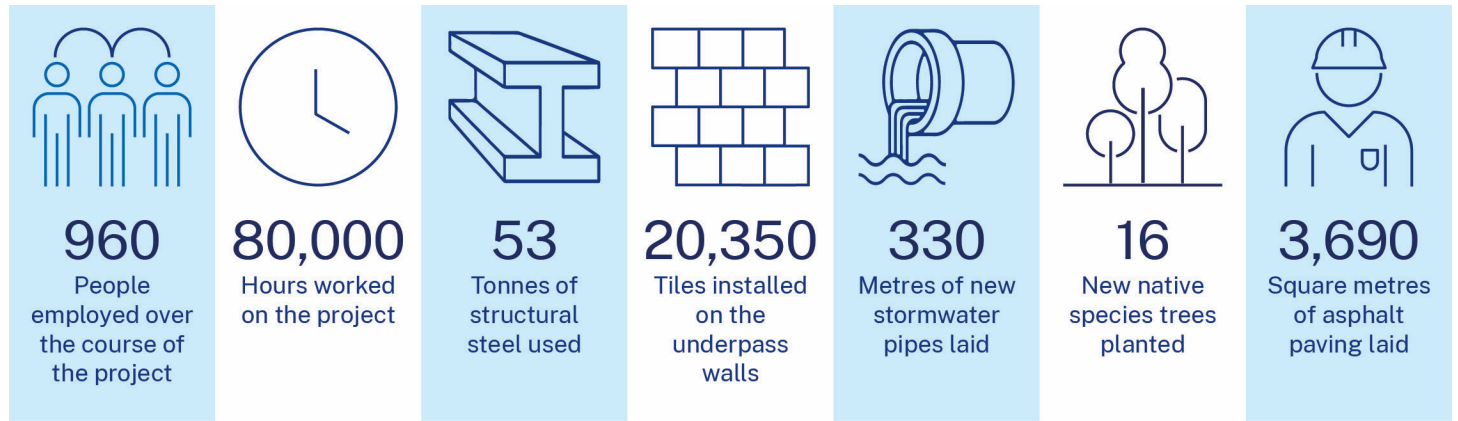 960
People
employed over
the course of
the project
80,000
Hours worked
on the project
53
Tonnes of
structural
steel used
20,350
Tiles installed
on the
underpass
walls
330
Metres of new
stormwater
pipes laid
16
New native
species trees
planted
3,690
Square metres
of asphalt
paving laid